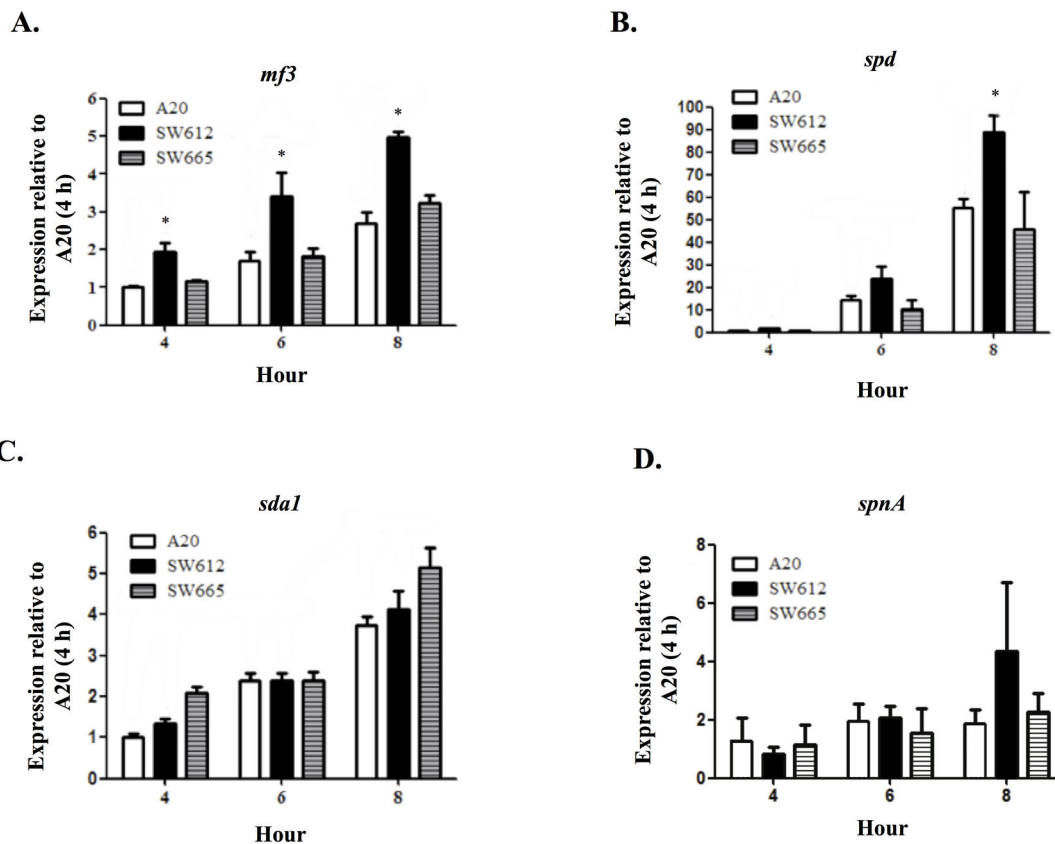 A.
mf3
A20
SW612
SW665
Expression relative to
A20 (4 h)
6
5
4
3
2
1
0
*
*
*
4 6 8
Hour
B.
spd
A20
SW612
SW665
Expression relative to
A20 (4 h)
100
90
80
70
60
50
40
30
20
10
0
*
4 6 8
Hour
C.
sda1
A20
SW612
SW665
Expression relative to
A20 (4 h)
6
5
4
3
2
1
0
4 6 8
Hour
D.
spnA
A20
SW612
SW665
Expression relative to
A20 (4 h)
8
6
4
2
0
4 6 8
Hour